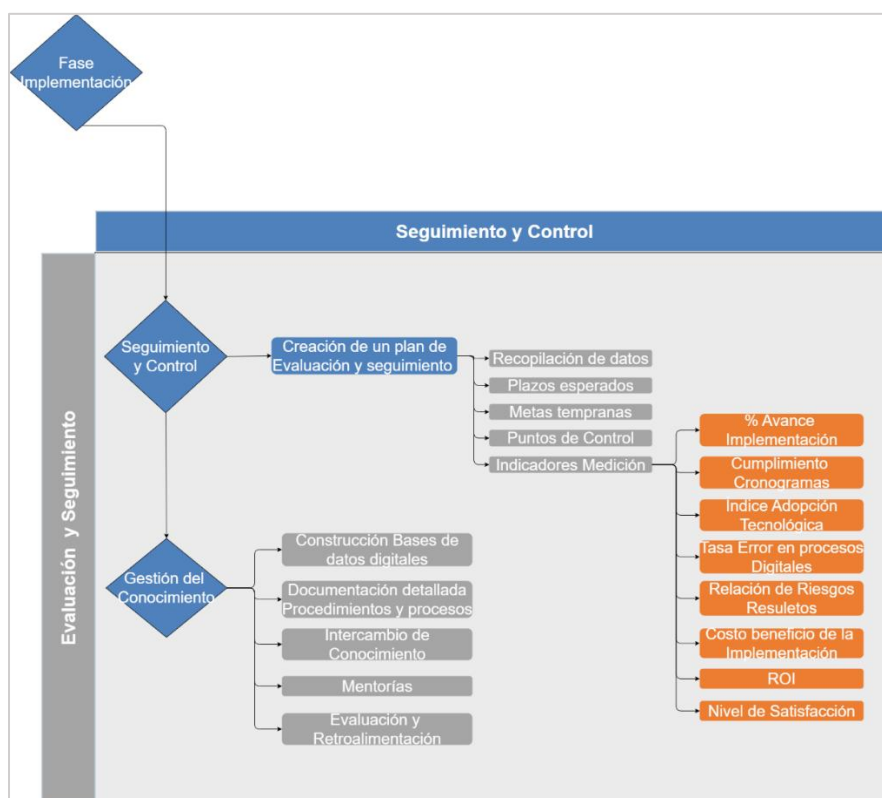 Fase
Implementación
Seguimiento y Control
Evaluación y Seguimiento
Seguimiento
y Control
Creación de un plan de
Evaluación y seguimiento
Recopilación de datos
Plazos esperados
Metas tempranas
Puntos de Control
Indicadores Medición
% Avance
Implementación
Cumplimiento
Cronogramas
Indice Adopción
Tecnológica
Tasa Error en procesos
Digitales
Relación de Riesgos
Resuletos
Costo beneficio de la
Implementación
ROI
Nivel de Satisfacción
Gestión del
Conocimiento
Construcción Bases de
datos digitales
Documentación detallada
Procedimientos y procesos
Intercambio de
Conocimiento
Mentorías
Evaluación y
Retroalimentación